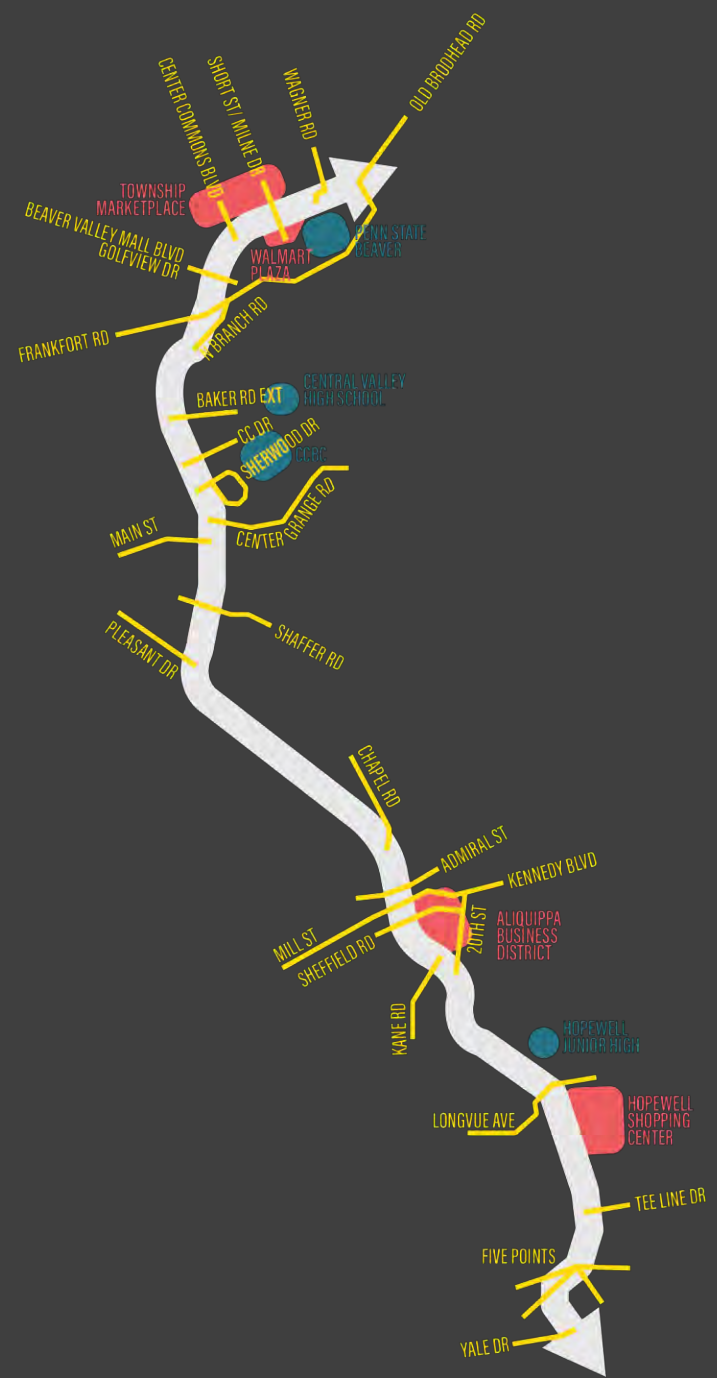 OLD BRODHEAD RD
WAGNER RD
SHORT ST/ MILNE DR
CENTER COMMONS BLVD
TOWNSHIP
MARKETPLACE
BEAVER VALLEY MALL BLVD
GOLFVIEW DR
PENN STATE
BEAVER
WALMART
PLAZA
FRANKFORT RD
N BRANCH RD
BAKER RD EXT
CENTRAL VALLEY
HIGH SCHOOL
CC DR
SHERWOOD DR
CCBC
CENTER GRANGE RD
MAIN ST
SHAFFER RD
PLEASANT DR
CHAPEL RD
ADMIRAL ST
KENNEDY BLVD
MILL ST
SHEFFIELD RD
20TH ST
ALIQUIPPA
BUSINESS
DISTRICT
KANE RD
HOPEWELL
JUNIOR HIGH
LONGVUE AVE
HOPEWELL
SHOPPING
CENTER
TEE LINE DR
FIVE POINTS
YALE DR